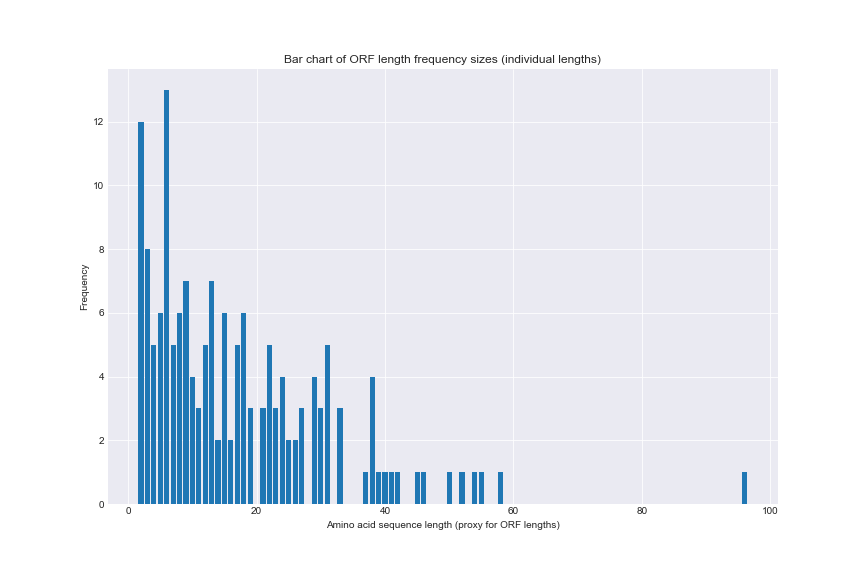 Bar chart of ORF length frequency sizes (individual lengths)
12
10
8
6
4
2
0
Frequency
0 20 40 60 80 100
Amino acid sequence length (proxy for ORF lengths)